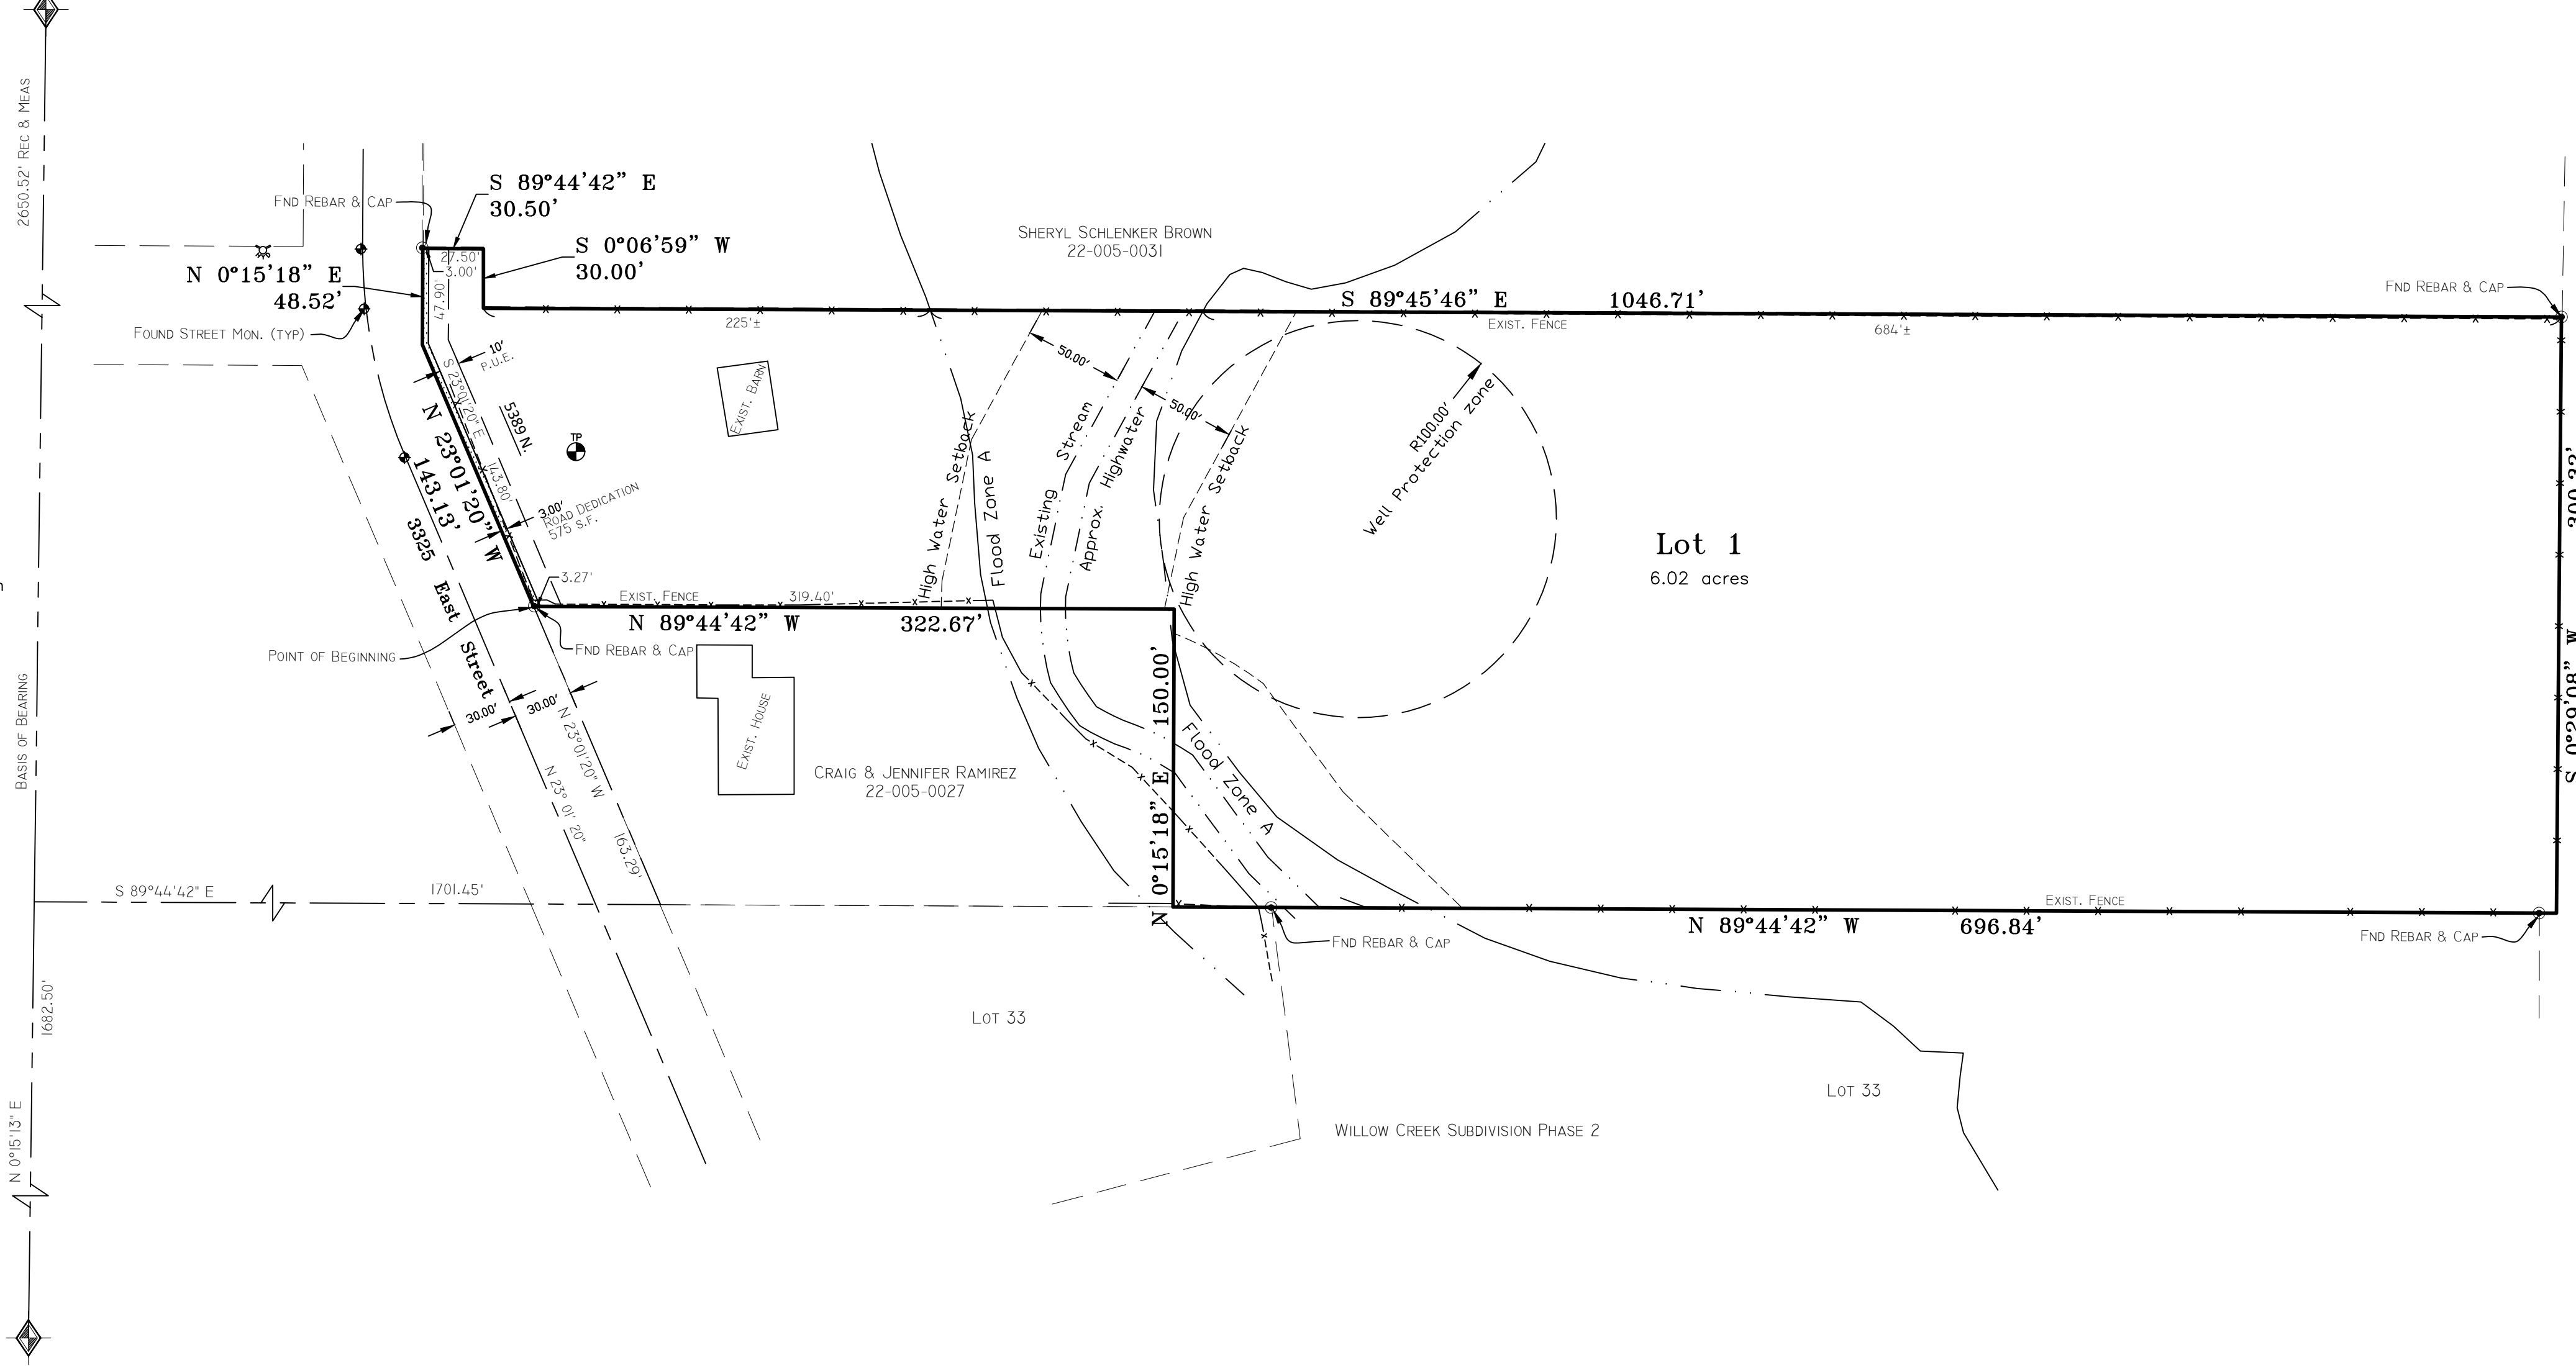 2650.52' REC & MEAS
FND REBAR & CAP
S 89°44'42" E
30.50'
S 0°06'59" W
30.00'
27.50'
3.00'
47.90'
N 0°15'18" E
48.52'
FOUND STREET MON. (TYP)
SHERYL SCHLENKER BROWN
22-005-0031
S 89°45'46" E 1046.71'
EXIST. FENCE
225'±
684'±
FND REBAR & CAP
10'
P.U.E.
S 23°01'20" E
143.80'
5389 N.
TP
EXIST. BARN
N 23°01'20" W
143.13'
3325 East Street
3.00'
ROAD DEDICATION
575 S.F.
50.00'
50.00'
High Water Setback
Flood Zone A
Existing Stream
Approx. Highwater
High Water Setback
R100.00'
Well Protection zone
Lot 1
6.02 acres
S 0°29'08" W 300.32'
3.27'
EXIST. FENCE
319.40'
N 89°44'42" W 322.67'
POINT OF BEGINNING
FND REBAR & CAP
30.00'
30.00'
N 23°01'20" W
163.29'
N 23° 01' 20"
EXIST. HOUSE
CRAIG & JENNIFER RAMIREZ
22-005-0027
N 0°15'18" E 150.00'
Flood Zone A
BASIS OF BEARING
S 89°44'42" E
1701.45'
EXIST. FENCE
N 89°44'42" W 696.84'
FND REBAR & CAP
FND REBAR & CAP
1682.50'
LOT 33
LOT 33
WILLOW CREEK SUBDIVISION PHASE 2
N 0°15'13" E